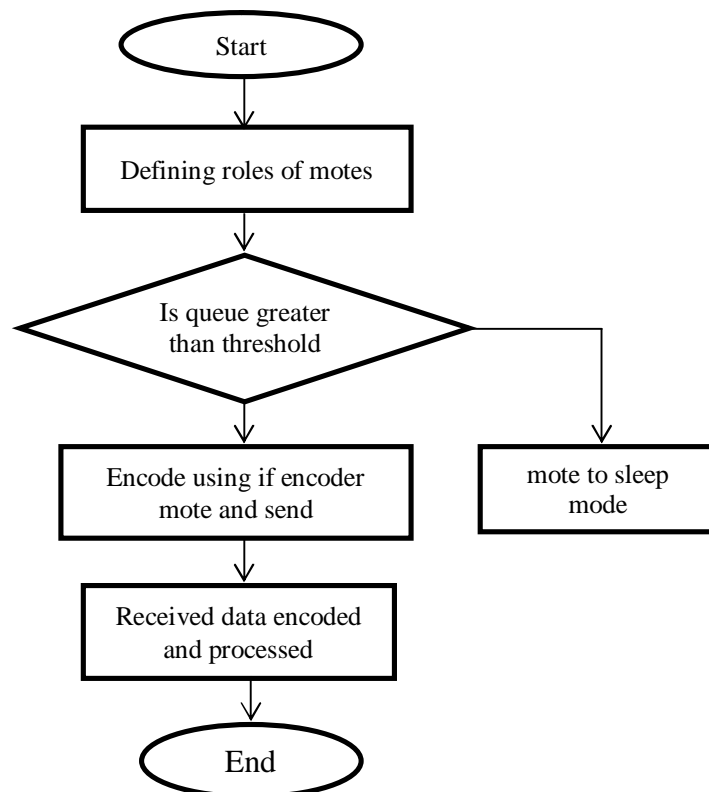 Start
Defining roles of motes
Is queue greater
than threshold
Encode using if encoder
mote and send
mote to sleep
mode
Received data encoded
and processed
End